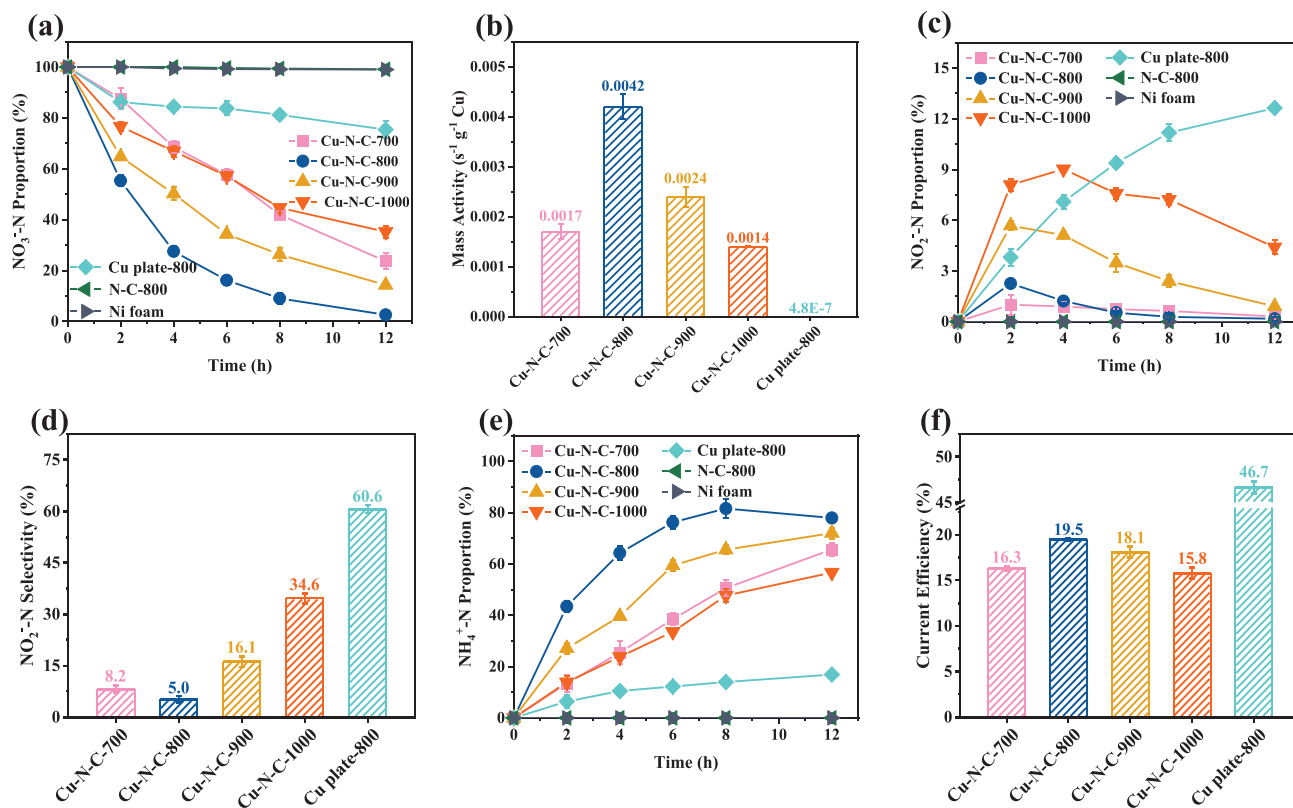 (a)
NO₃⁻-N Proportion (%)
100
80
60
40
20
0
Cu-N-C-700
Cu-N-C-800
Cu-N-C-900
Cu-N-C-1000
Cu plate-800
N-C-800
Ni foam
0 2 4 6 8 10 12
Time (h)
(b)
Mass Activity (s⁻¹ g⁻¹ Cu)
0.005
0.004
0.003
0.002
0.001
0.000
0.0017
0.0042
0.0024
0.0014
4.8E-7
Cu-N-C-700
Cu-N-C-800
Cu-N-C-900
Cu-N-C-1000
Cu plate-800
(c)
NO₂⁻-N Proportion (%)
15
12
9
6
3
0
Cu-N-C-700
Cu-N-C-800
Cu-N-C-900
Cu-N-C-1000
Cu plate-800
N-C-800
Ni foam
0 2 4 6 8 10 12
Time (h)
(d)
NO₂⁻-N Selectivity (%)
75
60
45
30
15
0
8.2
5.0
16.1
34.6
60.6
Cu-N-C-700
Cu-N-C-800
Cu-N-C-900
Cu-N-C-1000
Cu plate-800
(e)
NH₄⁺-N Proportion (%)
100
80
60
40
20
0
Cu-N-C-700
Cu-N-C-800
Cu-N-C-900
Cu-N-C-1000
Cu plate-800
N-C-800
Ni foam
0 2 4 6 8 10 12
Time (h)
(f)
Current Efficiency (%)
50
45
20
15
10
5
0
16.3
19.5
18.1
15.8
46.7
Cu-N-C-700
Cu-N-C-800
Cu-N-C-900
Cu-N-C-1000
Cu plate-800